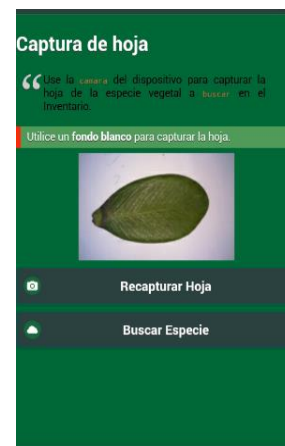 Captura de hoja
“Use la camara del dispositivo para capturar la
hoja de la especie vegetal a buscar en el
Inventario.
Utilice un fondo blanco para capturar la hoja.
Recapturar Hoja
Buscar Especie